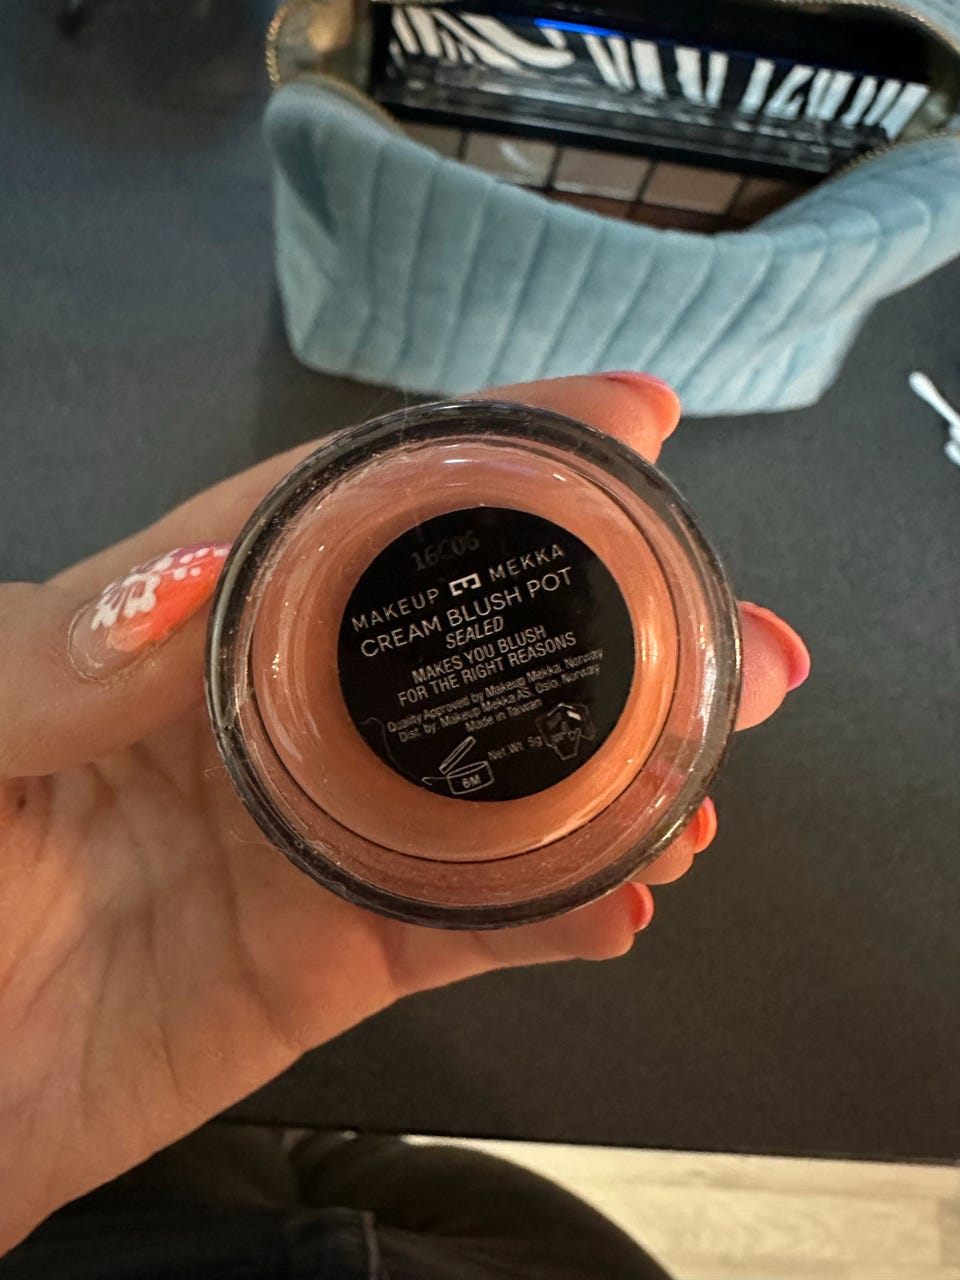 16C06
MAKEUP MEKKA
CREAM BLUSH POT
SEALED
MAKES YOU BLUSH
FOR THE RIGHT REASONS
Quality Approved by Makeup Mekka, Norway
Dist. by. Makeup Mekka AS, Oslo, Norway
Made in Taiwan
Net. Wt. 5g
6M